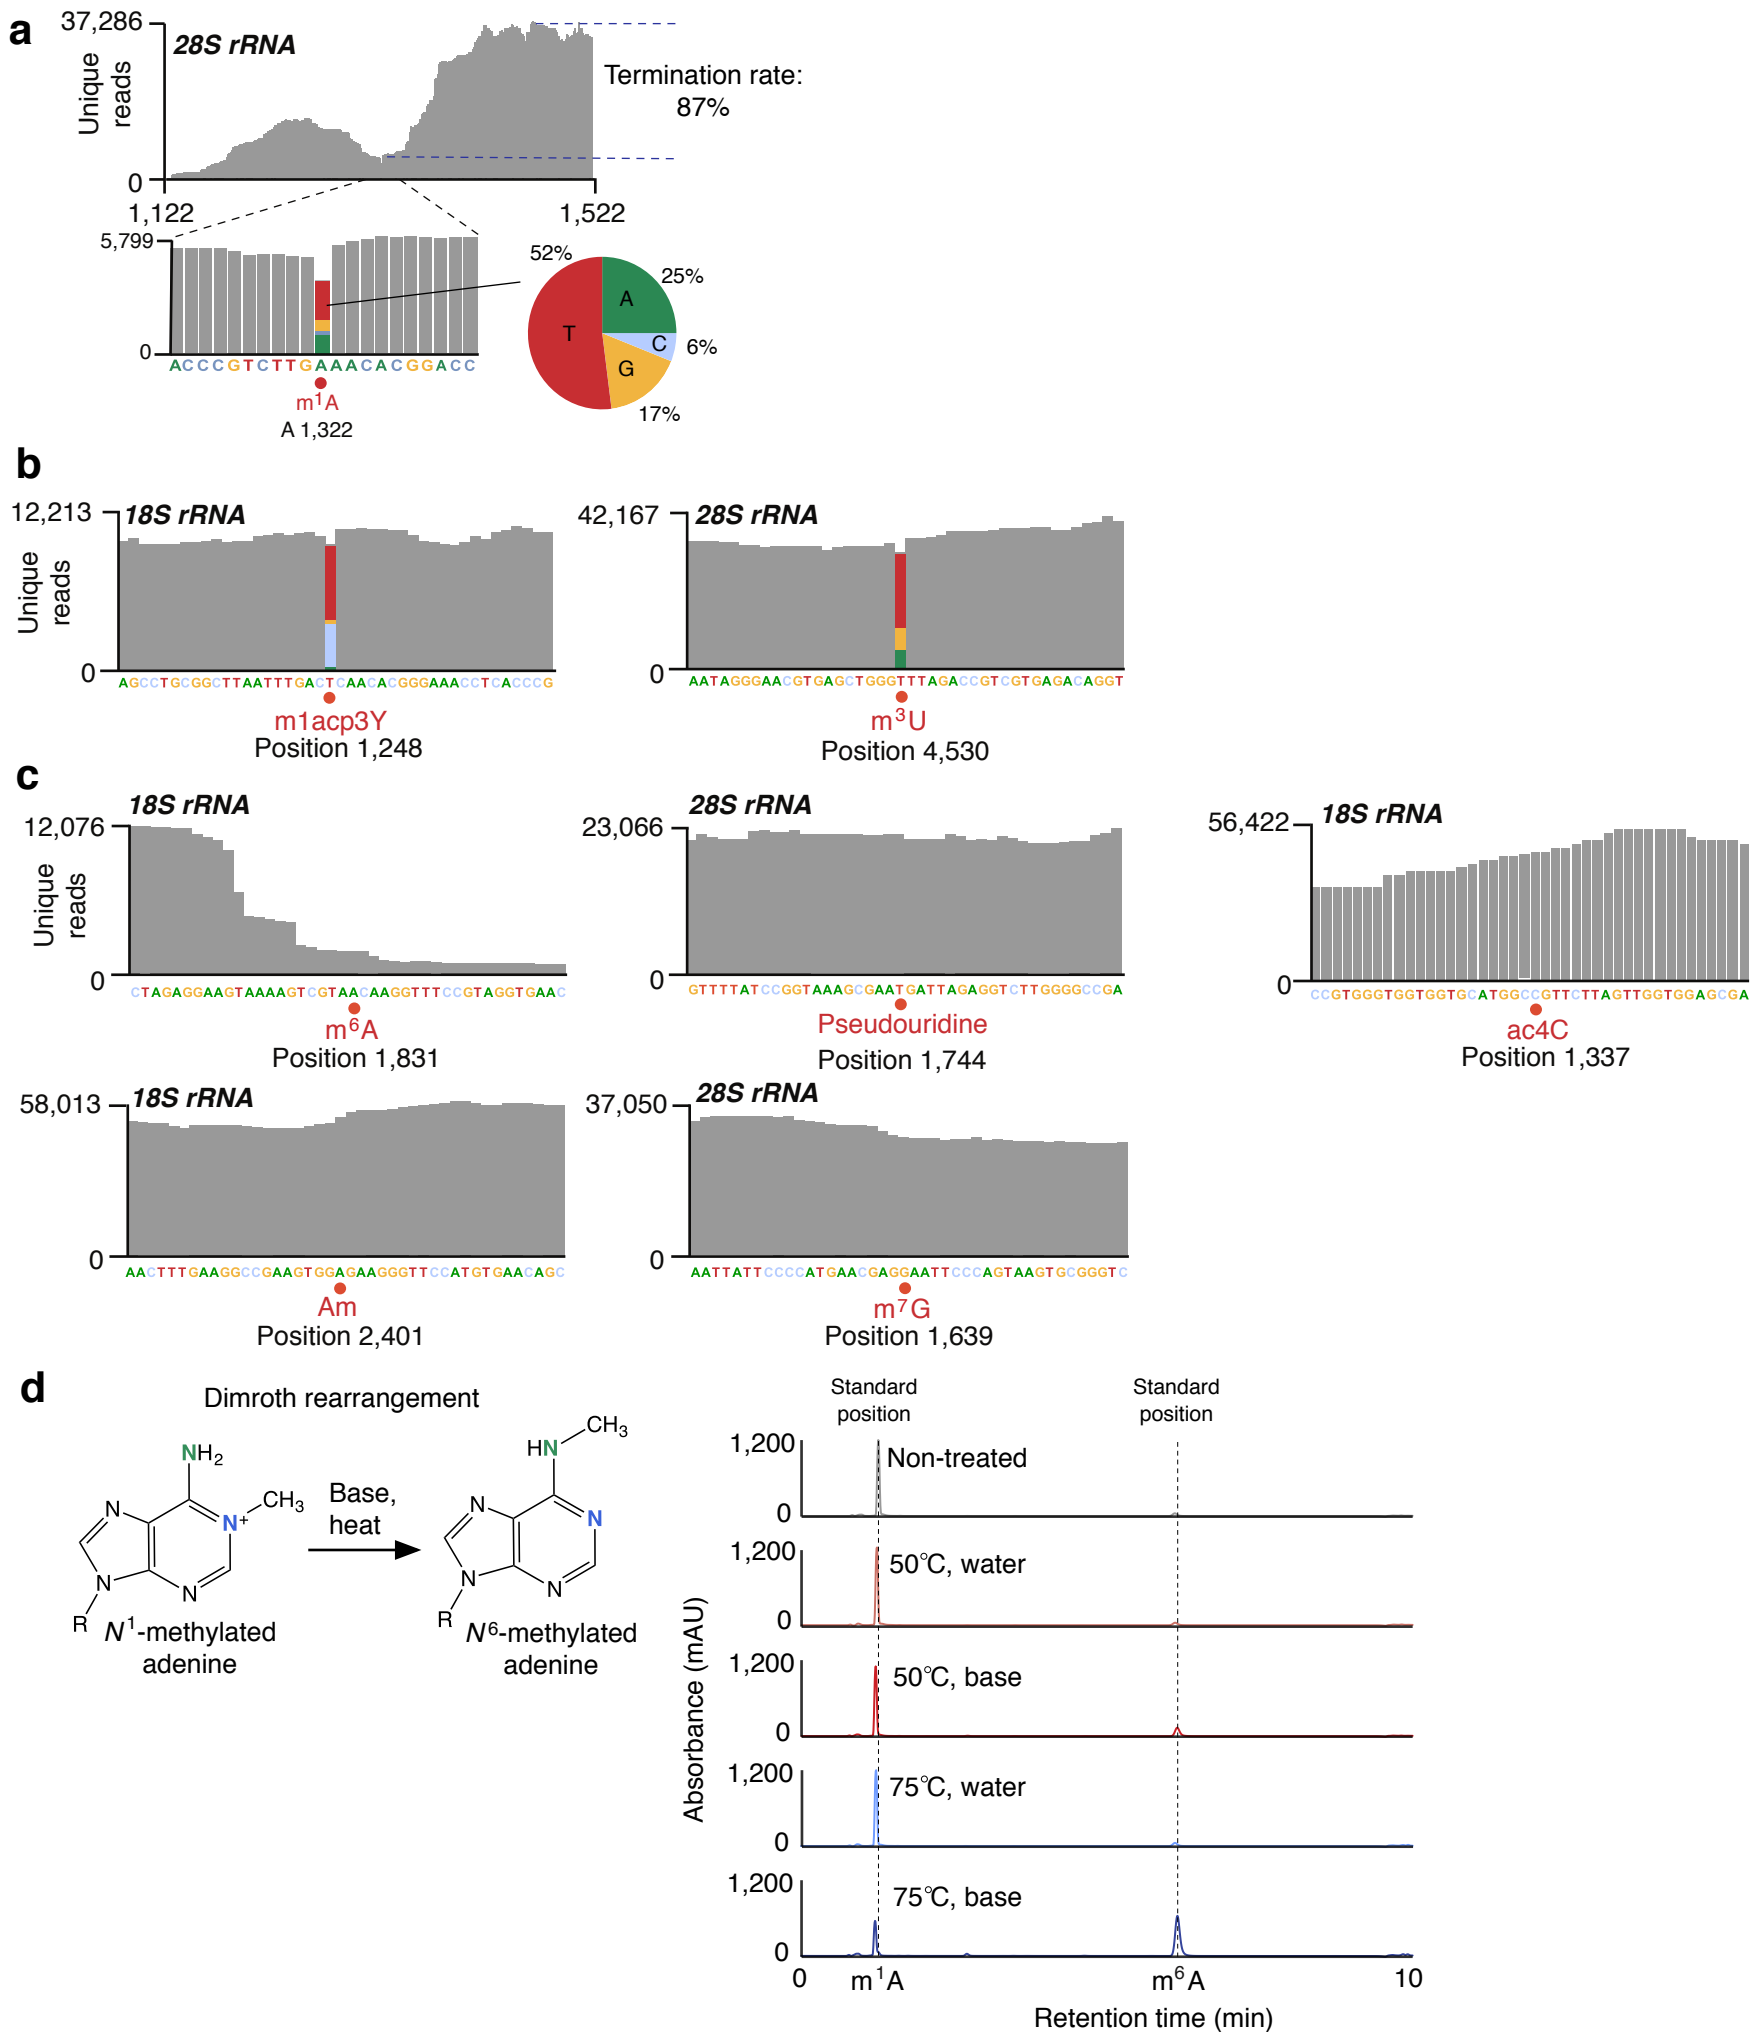 a
37,286
28S rRNA
Unique
reads
0
1,122
1,522
Termination rate:
87%
5,799
0
ACCCGTCTTGAAACACGGACC
m¹A
A 1,322
52%
25%
6%
17%
T
A
C
G
b
12,213
18S rRNA
Unique
reads
0
AGCCTGCGGCTTAATTTGACTCAACACGGGAAACCTCACCCG
m1acp3Y
Position 1,248
42,167
28S rRNA
0
AATAGGGAACGTGAGCTGGGTTTAGACCGTCGTGAGACAGGT
m³U
Position 4,530
c
18S rRNA
12,076
Unique
reads
0
CTAGAGGAAGTAAAAGTCGTAACAAGGTTTCCGTAGGTGAAC
m⁶A
Position 1,831
28S rRNA
23,066
0
GTTTTATCCGGTAAAGCGAATGATTAGAGGTCTTGGGGCCGA
Pseudouridine
Position 1,744
18S rRNA
56,422
0
CCGTGGGTGGTGGTGCATGGCCGTTCTTAGTTGGTGGAGCGA
ac4C
Position 1,337
58,013
18S rRNA
0
AACTTTGAAGGCCGAAGTGGAGAAGGGTTCCATGTGAACAGC
Am
Position 2,401
28S rRNA
37,050
0
AATTATTCCCCATGAACGAGGAATTCCCAGTAAGTGCGGGTC
m⁷G
Position 1,639
d
Dimroth rearrangement
NH₂
N
N⁺
CH₃
N
N
R
N¹-methylated
adenine
Base,
heat
HN
CH₃
N
N
N
N
R
N⁶-methylated
adenine
Standard
position
Standard
position
Absorbance (mAU)
1,200
Non-treated
0
1,200
50°C, water
0
1,200
50°C, base
0
1,200
75°C, water
0
1,200
75°C, base
0
0
m¹A
m⁶A
10
Retention time (min)